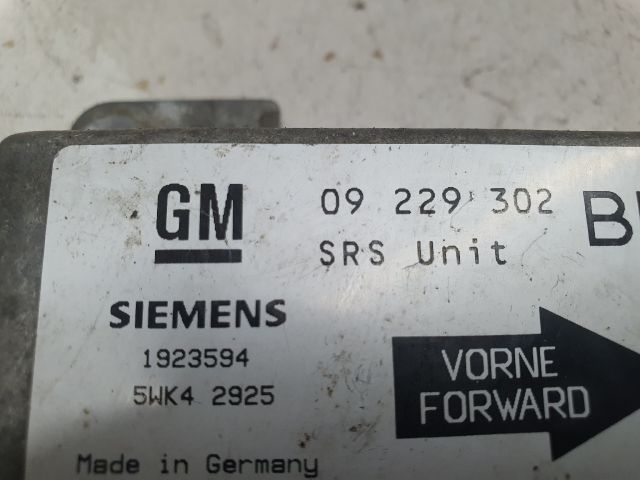 GM
09 229 302
SRS Unit
SIEMENS
1923594
5WK4 2925
VORNE
FORWARD
Made in Germany